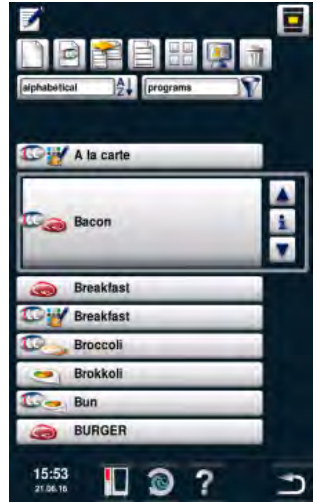 alphabetical A Z programs
A la carte
Bacon
i
Breakfast
Breakfast
Broccoli
Brokkoli
Bun
BURGER
15:53
21.06.16
?